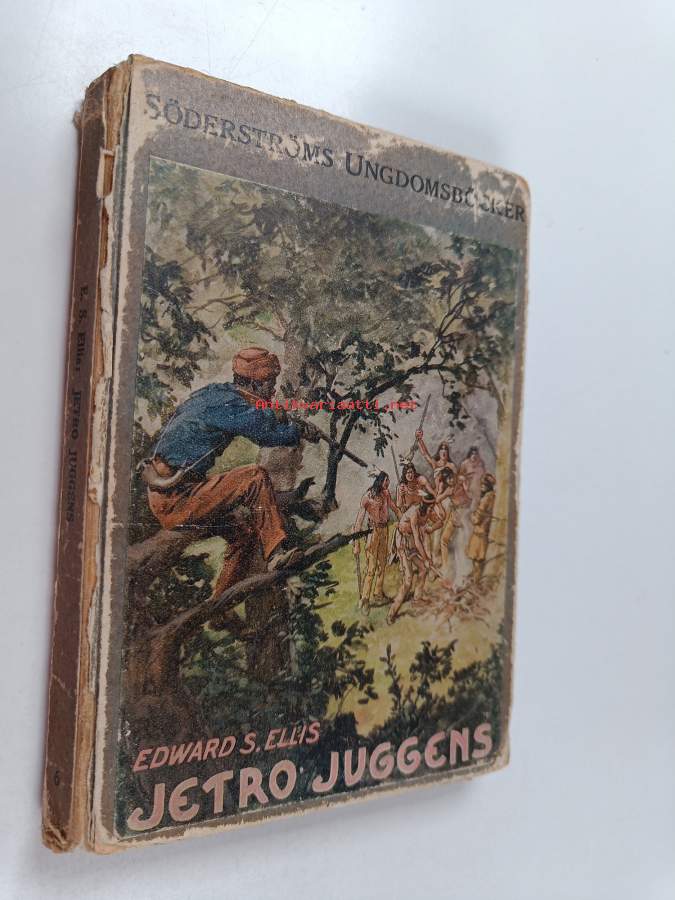 SÖDERSTRÖMS UNGDOMSBÖCKER
Antikvariaatti.net
EDWARD S. ELLIS
JETRO JUGGENS
E. S. Ellis JETRO JUGGENS
6